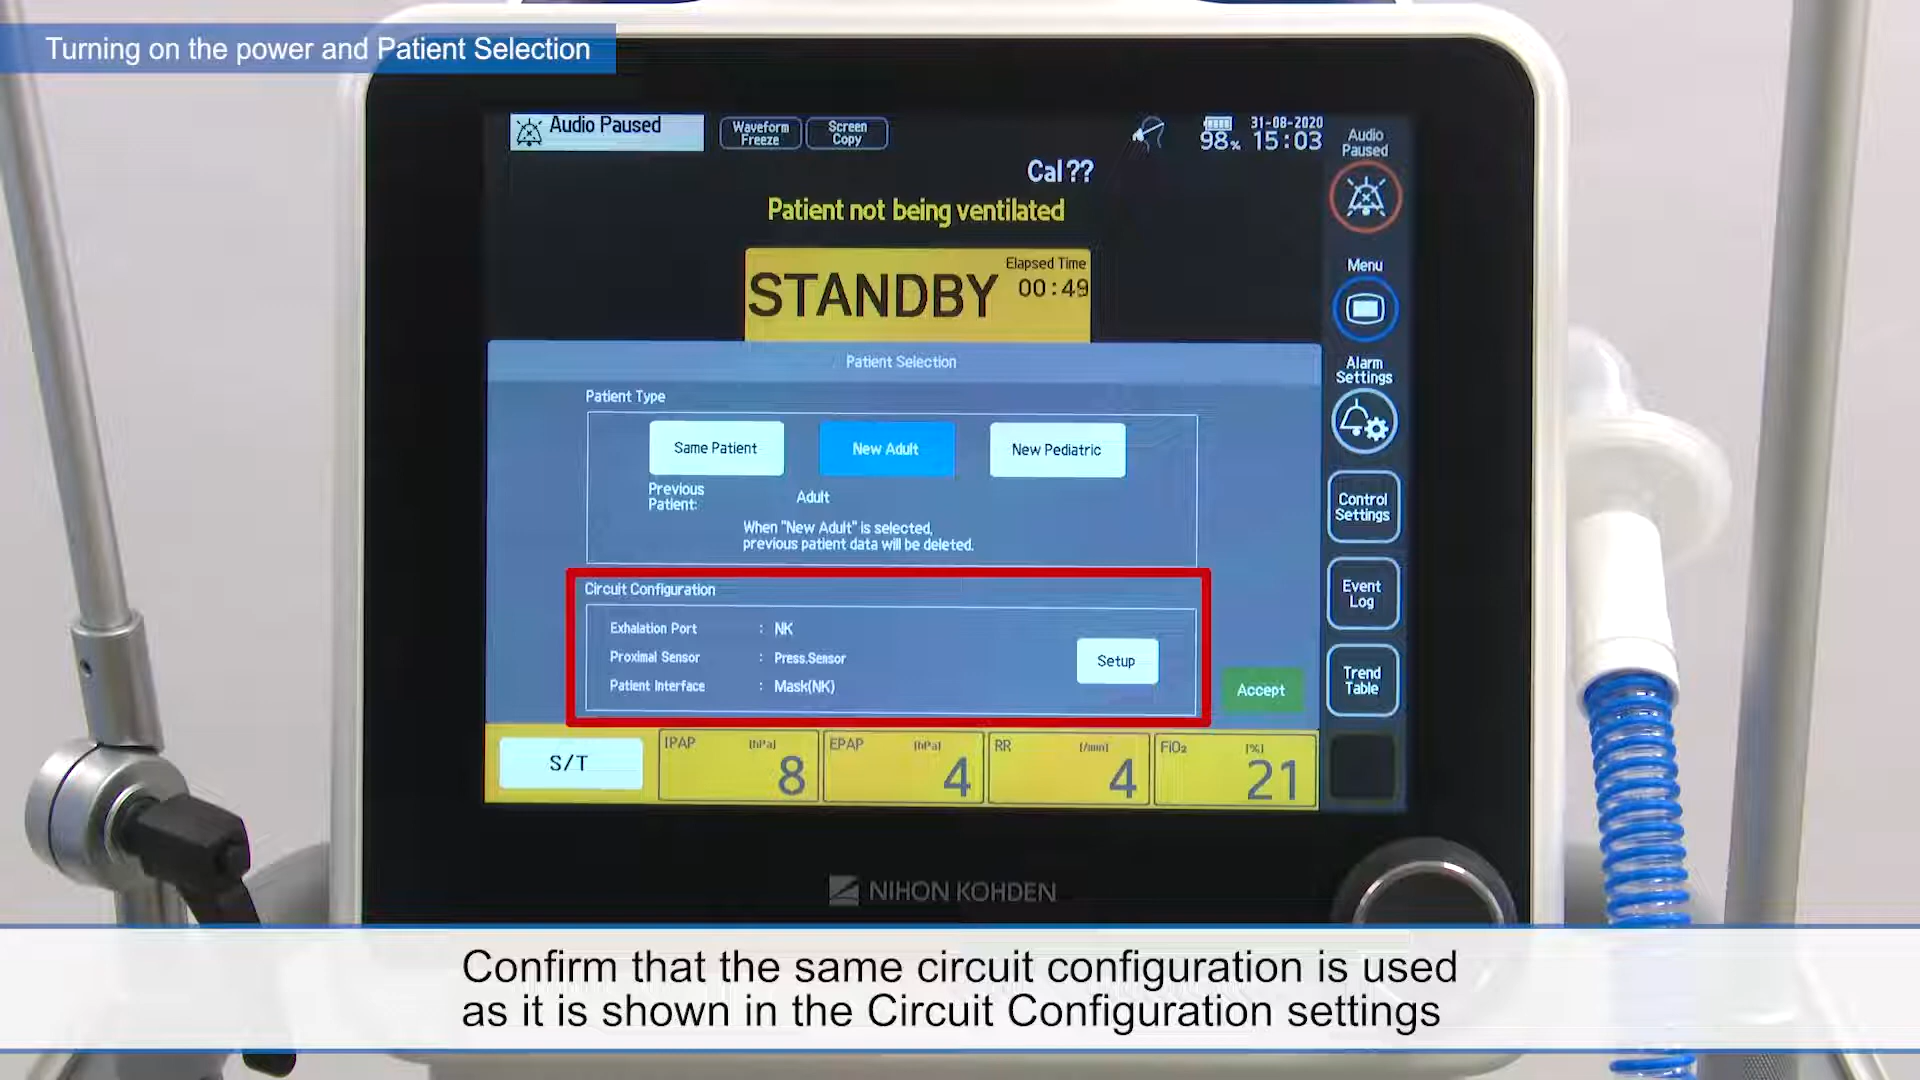 Turning on the power and Patient Selection
Audio Paused
Waveform
Freeze
Screen
Copy
98%
31-08-2020
15:03
Audio
Paused
Cal??
Patient not being ventilated
STANDBY
Elapsed Time
00:49
Menu
Alarm
Settings
Patient Selection
Patient Type
Same Patient
New Adult
New Pediatric
Previous
Patient:
Adult
When "New Adult" is selected,
previous patient data will be deleted.
Control
Settings
Circuit Configuration
Exhalation Port : NK
Proximal Sensor : Press.Sensor
Patient Interface : Mask(NK)
Setup
Accept
Event
Log
Trend
Table
S/T
IPAP [hPa]
8
EPAP [hPa]
4
RR [/min]
4
FiO₂ [%]
21
NIHON KOHDEN
Confirm that the same circuit configuration is used
as it is shown in the Circuit Configuration settings